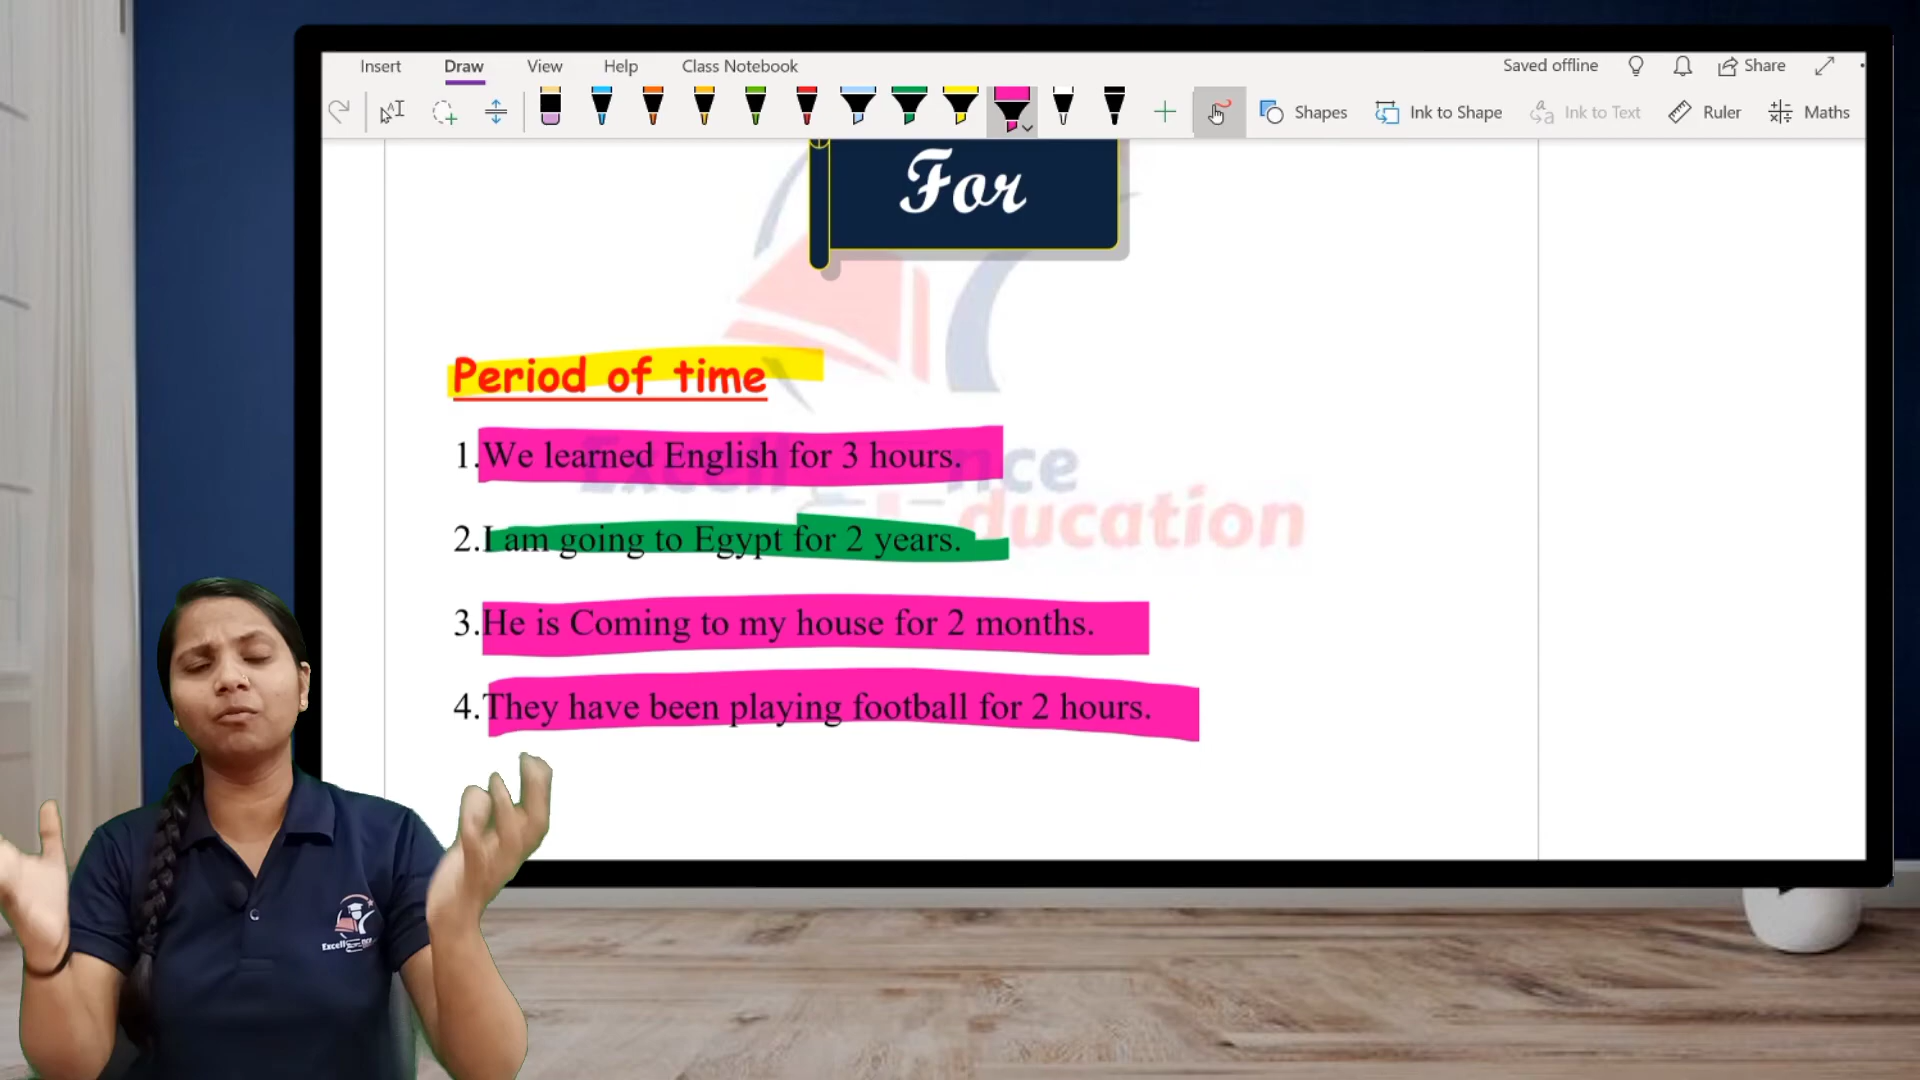 Insert Draw View Help Class Notebook Saved offline Share
Shapes Ink to Shape Ink to Text Ruler Maths
For
Period of time
1.We learned English for 3 hours.
2.I am going to Egypt for 2 years.
3.He is Coming to my house for 2 months.
4.They have been playing football for 2 hours.